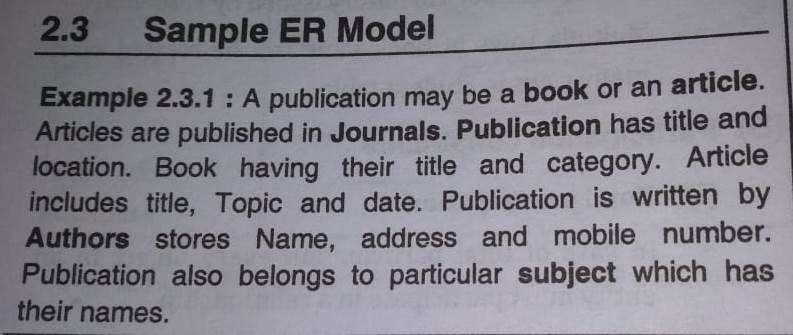 2.3 Sample ER Model
Example 2.3.1 : A publication may be a book or an article.
Articles are published in Journals. Publication has title and
location. Book having their title and category. Article
includes title, Topic and date. Publication is written by
Authors stores Name, address and mobile number.
Publication also belongs to particular subject which has
their names.